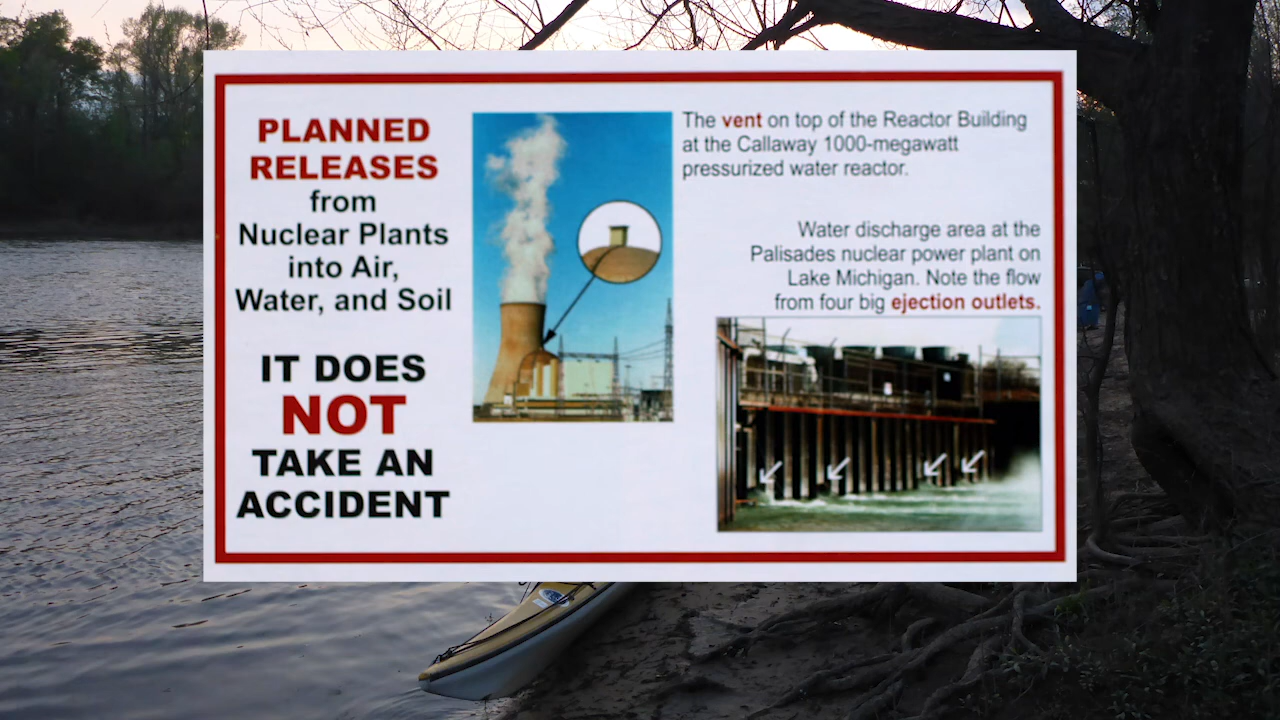 PLANNED
RELEASES
from
Nuclear Plants
into Air,
Water, and Soil
IT DOES
NOT
TAKE AN
ACCIDENT
The vent on top of the Reactor Building
at the Callaway 1000-megawatt
pressurized water reactor.
Water discharge area at the
Palisades nuclear power plant on
Lake Michigan. Note the flow
from four big ejection outlets.